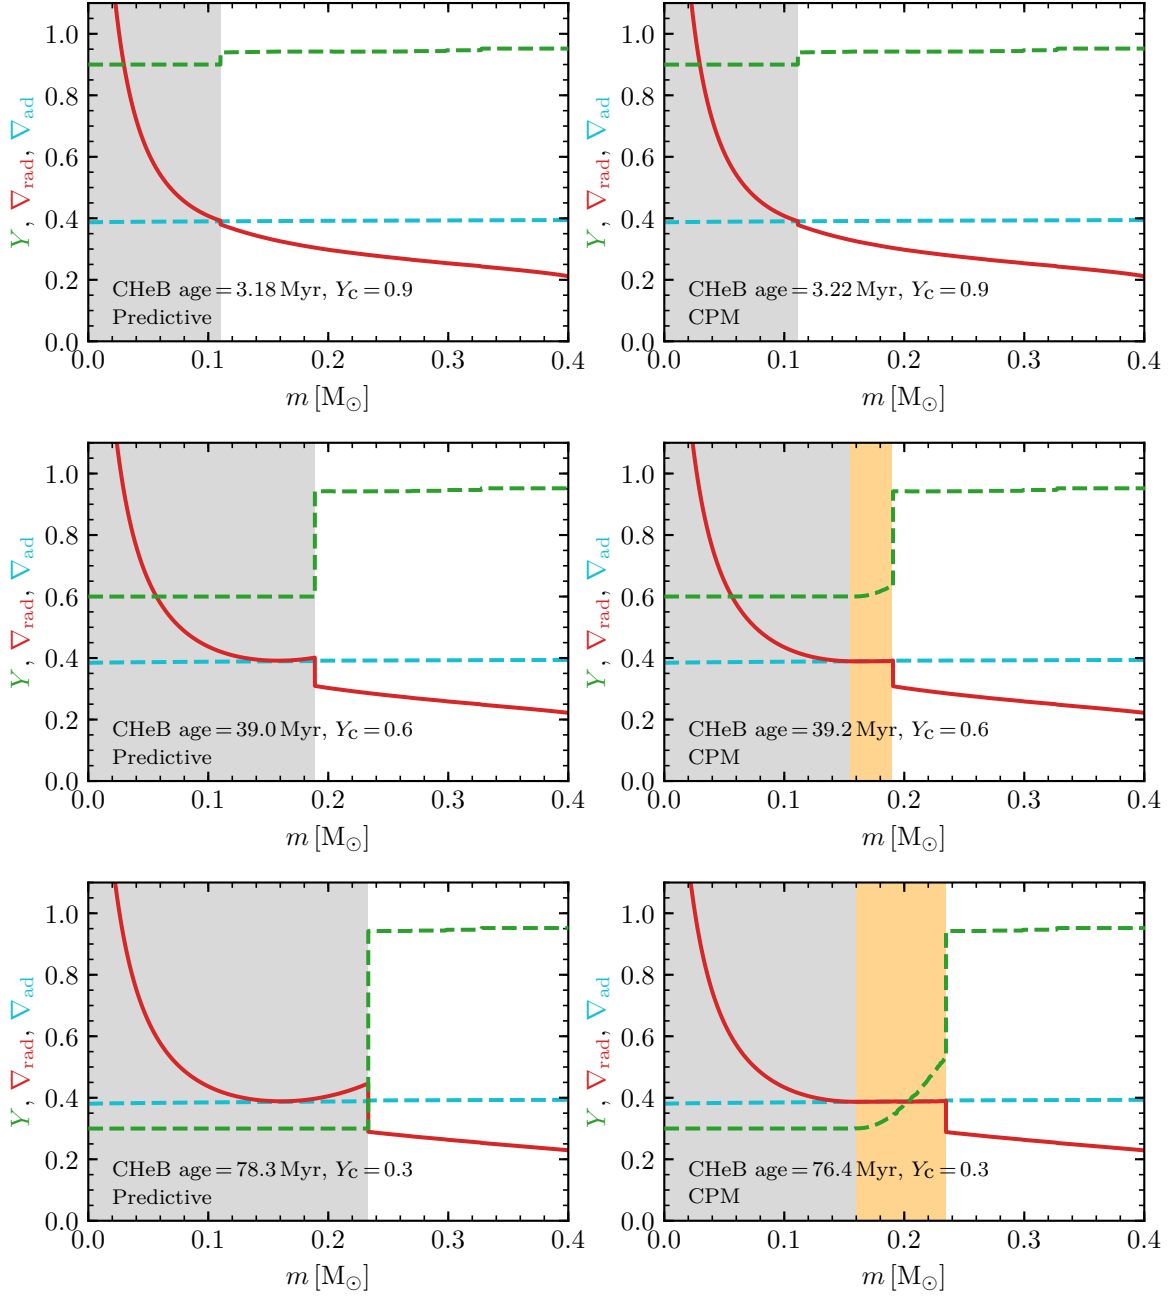 1.0
0.8
0.6
0.4
0.2
0.0
Y, ∇rad, ∇ad
CHeB age = 3.18 Myr, Yc = 0.9
Predictive
0.0 0.1 0.2 0.3 0.4
m [M⊙]
1.0
0.8
0.6
0.4
0.2
0.0
Y, ∇rad, ∇ad
CHeB age = 3.22 Myr, Yc = 0.9
CPM
0.0 0.1 0.2 0.3 0.4
m [M⊙]
1.0
0.8
0.6
0.4
0.2
0.0
Y, ∇rad, ∇ad
CHeB age = 39.0 Myr, Yc = 0.6
Predictive
0.0 0.1 0.2 0.3 0.4
m [M⊙]
1.0
0.8
0.6
0.4
0.2
0.0
Y, ∇rad, ∇ad
CHeB age = 39.2 Myr, Yc = 0.6
CPM
0.0 0.1 0.2 0.3 0.4
m [M⊙]
1.0
0.8
0.6
0.4
0.2
0.0
Y, ∇rad, ∇ad
CHeB age = 78.3 Myr, Yc = 0.3
Predictive
0.0 0.1 0.2 0.3 0.4
m [M⊙]
1.0
0.8
0.6
0.4
0.2
0.0
Y, ∇rad, ∇ad
CHeB age = 76.4 Myr, Yc = 0.3
CPM
0.0 0.1 0.2 0.3 0.4
m [M⊙]